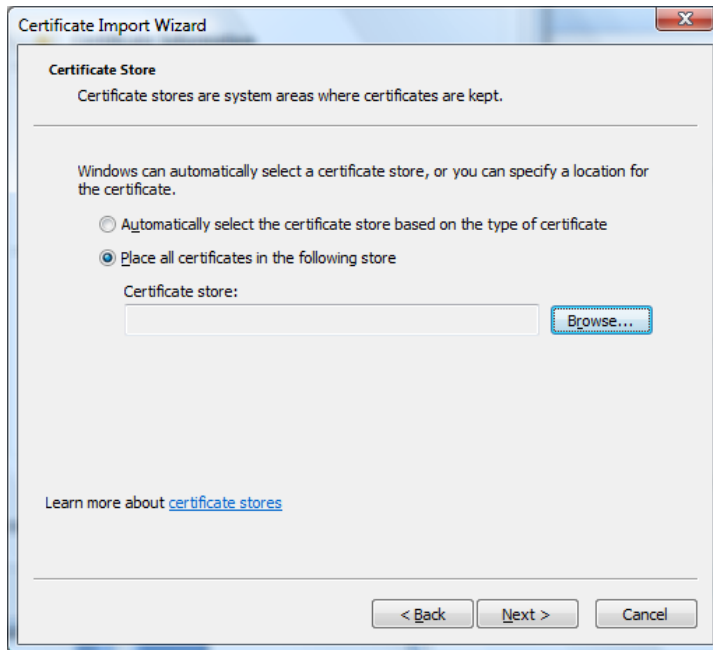 Certificate Import Wizard
Certificate Store
Certificate stores are system areas where certificates are kept.
Windows can automatically select a certificate store, or you can specify a location for
the certificate.
Automatically select the certificate store based on the type of certificate
Place all certificates in the following store
Certificate store:
Browse...
Learn more about certificate stores
< Back Next > Cancel